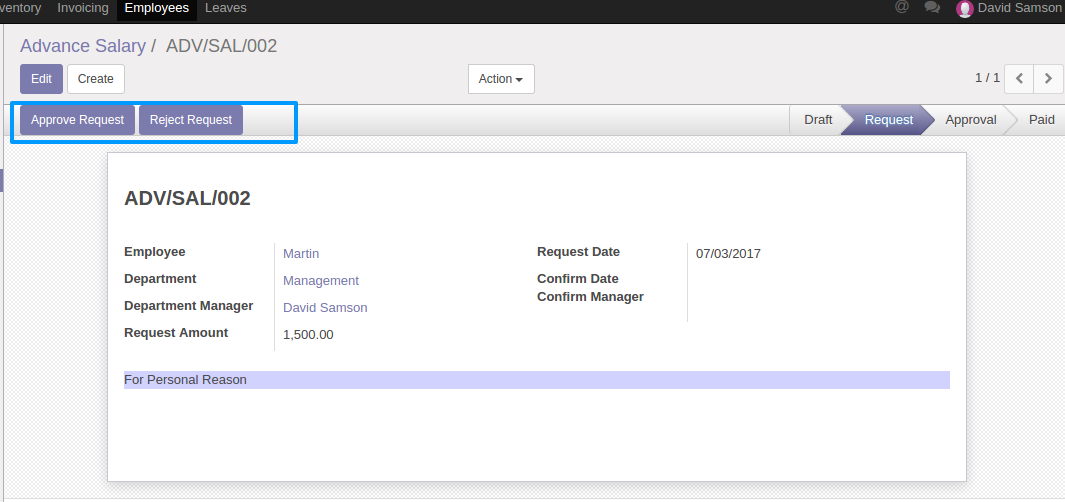 ventory Invoicing Employees Leaves @ David Samson
Advance Salary / ADV/SAL/002
Edit Create Action 1 / 1
Approve Request Reject Request Draft Request Approval Paid
ADV/SAL/002
Employee Martin Request Date 07/03/2017
Department Management Confirm Date
Department Manager David Samson Confirm Manager
Request Amount 1,500.00
For Personal Reason